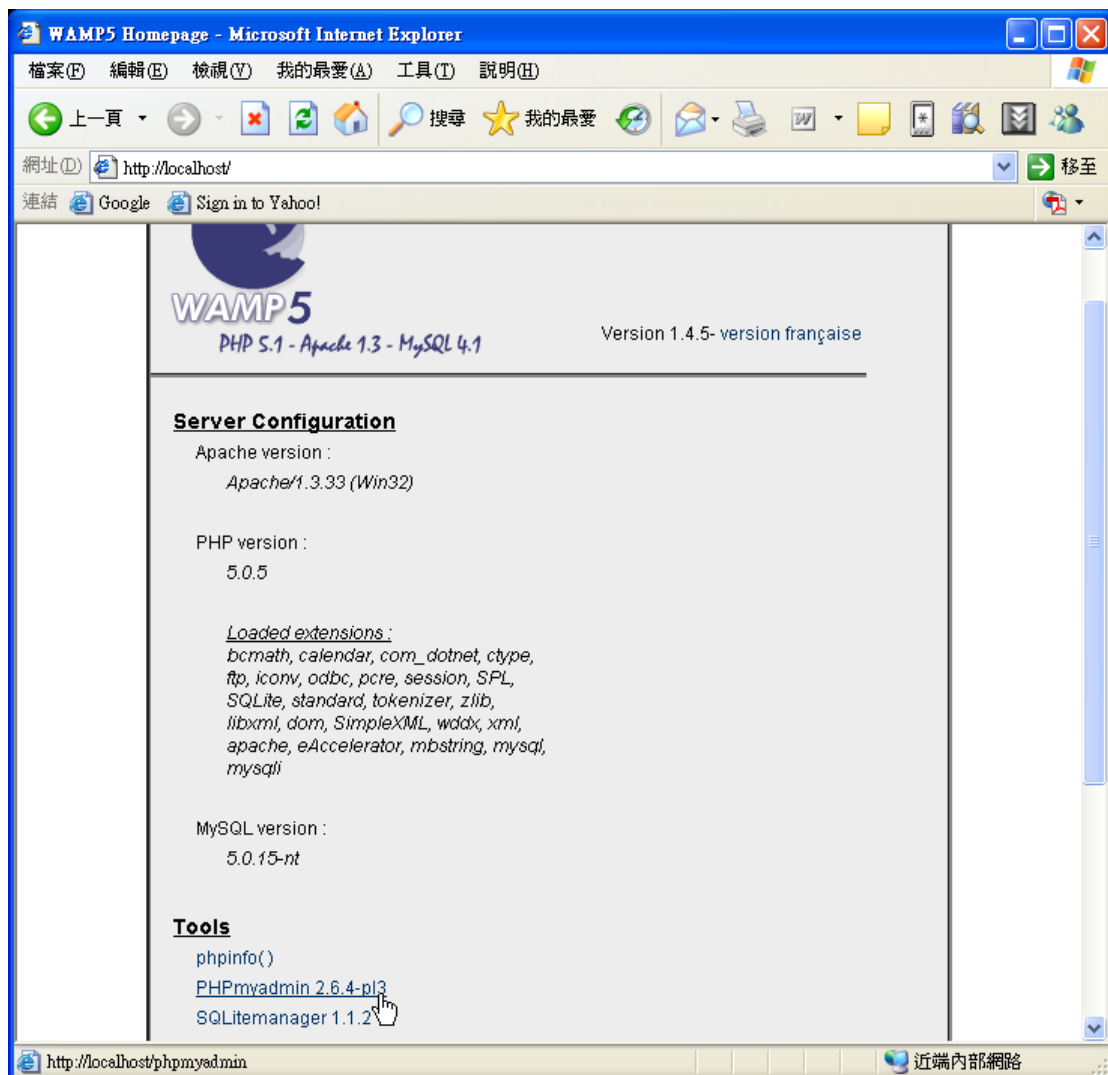 WAMP5 Homepage - Microsoft Internet Explorer
檔案(F) 編輯(E) 檢視(V) 我的最愛(A) 工具(T) 說明(H)
上一頁 搜尋 我的最愛
網址(D) http://localhost/ 移至
連結 Google Sign in to Yahoo!
WAMP5
PHP 5.1 - Apache 1.3 - MySQL 4.1
Version 1.4.5- version française
Server Configuration
Apache version :
Apache/1.3.33 (Win32)
PHP version :
5.0.5
Loaded extensions :
bcmath, calendar, com_dotnet, ctype,
ftp, iconv, odbc, pcre, session, SPL,
SQLite, standard, tokenizer, zlib,
libxml, dom, SimpleXML, wddx, xml,
apache, eAccelerator, mbstring, mysql,
mysqli
MySQL version :
5.0.15-nt
Tools
phpinfo()
PHPmyadmin 2.6.4-pl3
SQLitemanager 1.1.2
http://localhost/phpmyadmin 近端內部網路